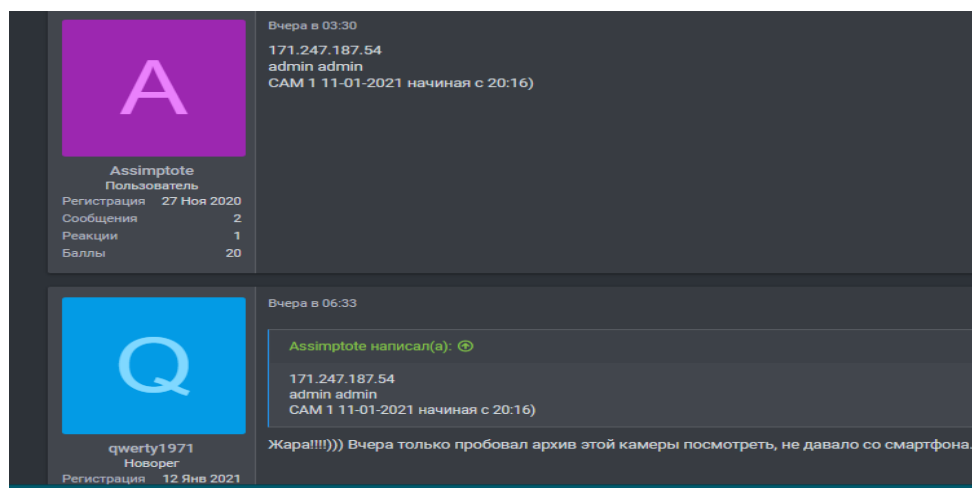 A
Assimptote
Пользователь
Регистрация 27 Ноя 2020
Сообщения 2
Реакции 1
Баллы 20
Вчера в 03:30
171.247.187.54
admin admin
CAM 1 11-01-2021 начиная с 20:16)
Q
qwerty1971
Новорег
Регистрация 12 Янв 2021
Вчера в 06:33
Assimptote написал(а):
171.247.187.54
admin admin
CAM 1 11-01-2021 начиная с 20:16)
Жара!!!!))) Вчера только пробовал архив этой камеры посмотреть, не давало со смартфона.